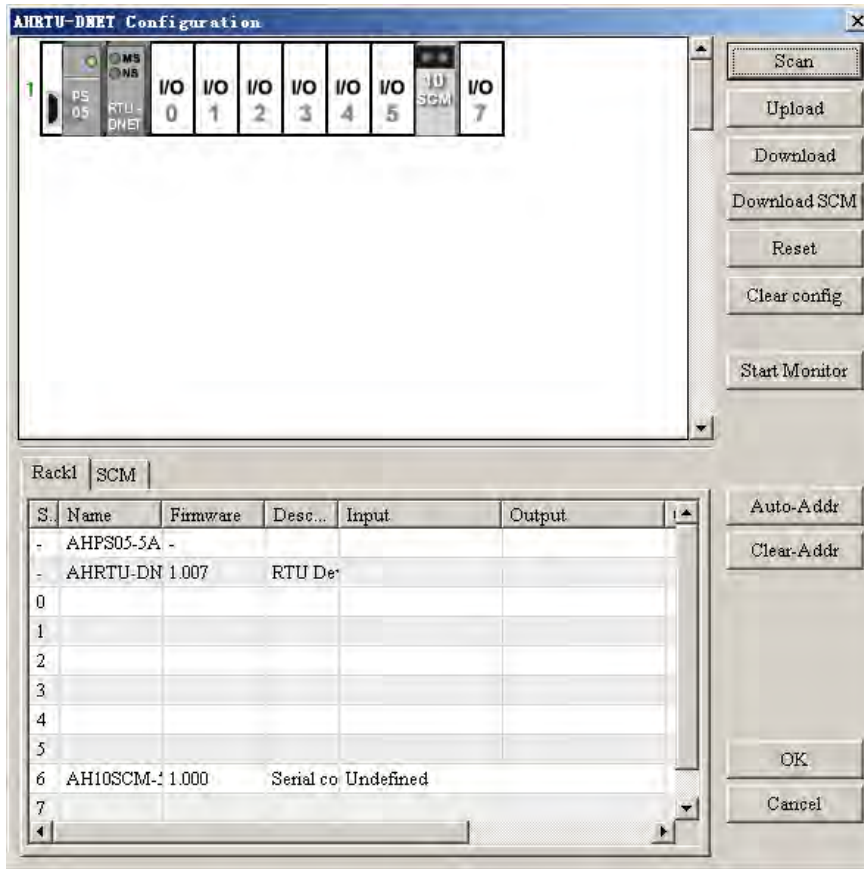 AHRTU-DNET Configuration
1
PS
05
MS
NS
RTU-
DNET
I/O
0
I/O
1
I/O
2
I/O
3
I/O
4
I/O
5
10
SCM
I/O
7
Scan
Upload
Download
Download SCM
Reset
Clear config
Start Monitor
Rack1 SCM
S.. Name Firmware Desc... Input Output
- AHPS05-5A -
- AHRTU-DN 1.007 RTU De
0
1
2
3
4
5
6 AH10SCM- 1.000 Serial co Undefined
7
Auto-Addr
Clear-Addr
OK
Cancel